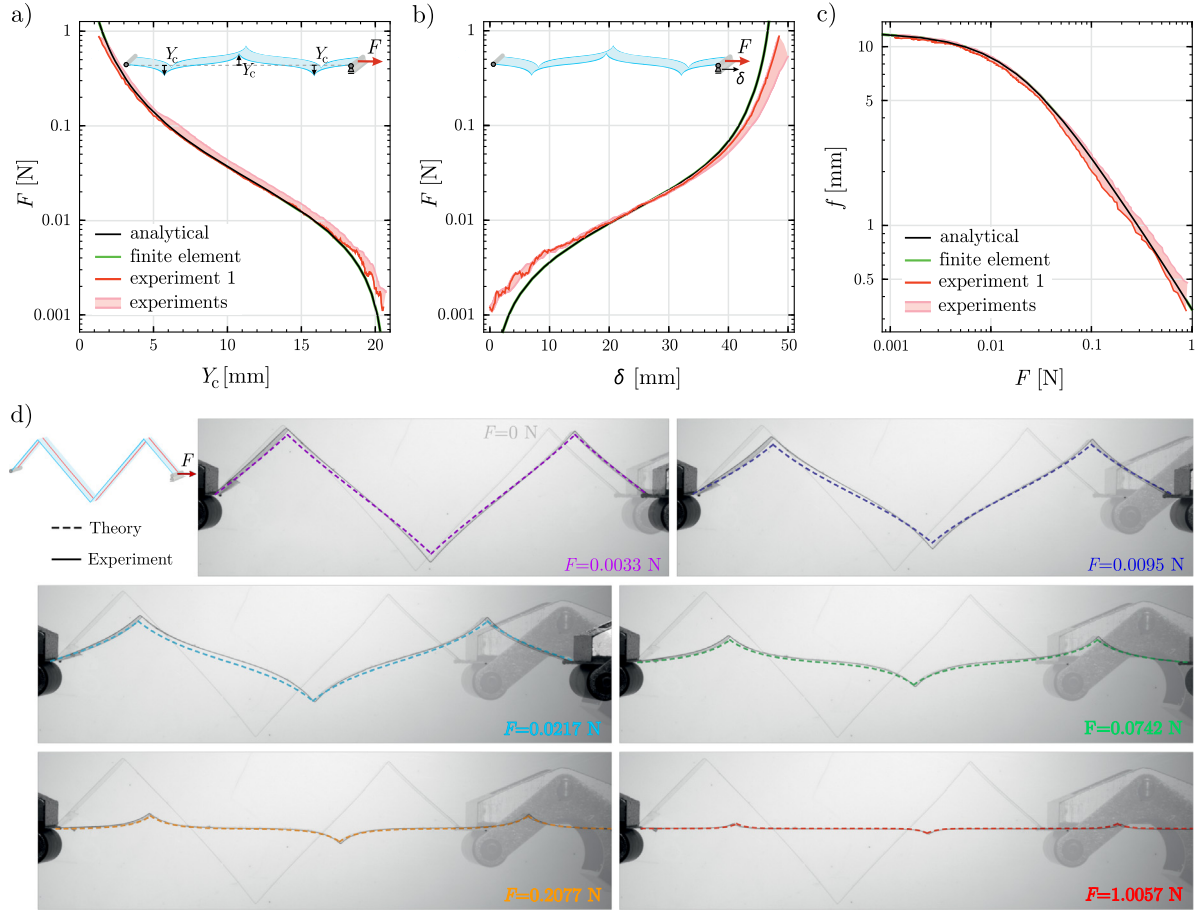 a)
1
0.1
0.01
0.001
F [N]
0
5
10
15
20
Y_c [mm]
Y_c
Y_c
Y_c
F
analytical
finite element
experiment 1
experiments
b)
1
0.1
0.01
0.001
F [N]
0
10
20
30
40
50
δ [mm]
F
δ
c)
10
5
1
0.5
f [mm]
0.001
0.01
0.1
1
F [N]
analytical
finite element
experiment 1
experiments
d)
F
Theory
Experiment
F=0 N
F=0.0033 N
F=0.0095 N
F=0.0217 N
F=0.0742 N
F=0.2077 N
F=1.0057 N